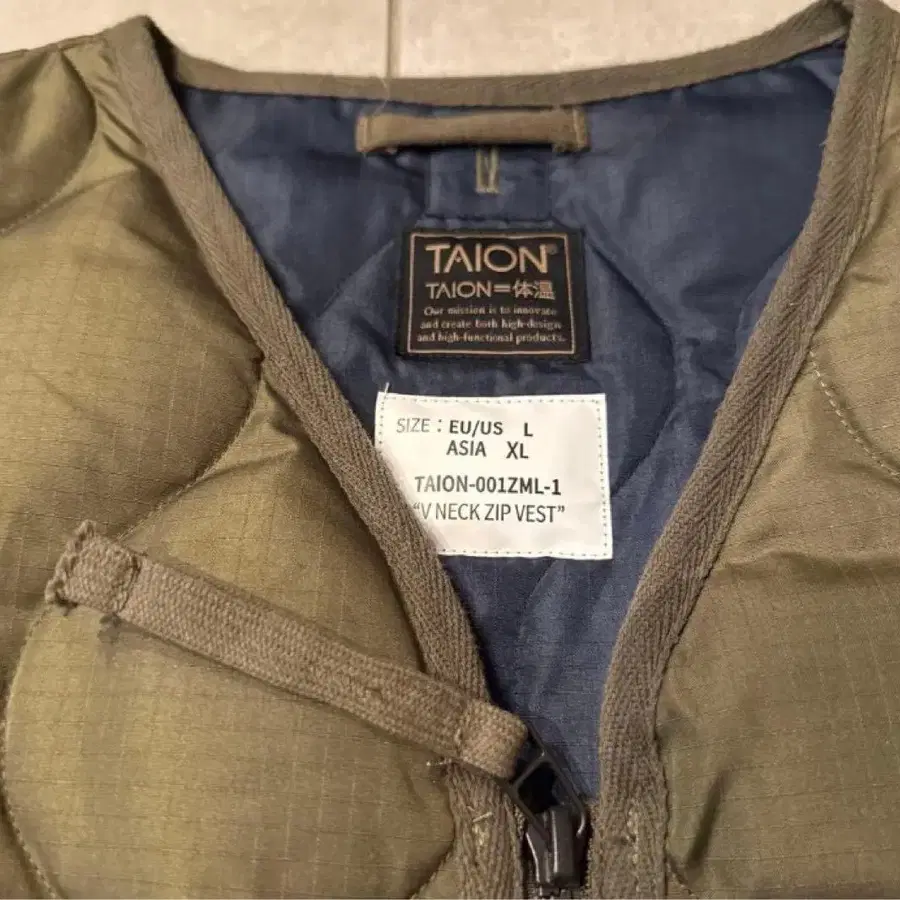 TAION®
TAION=体温
Our mission is to innovate
and create both high-design
and high-functional products.
SIZE : EU/US L
ASIA XL
TAION-001ZML-1
“V NECK ZIP VEST”